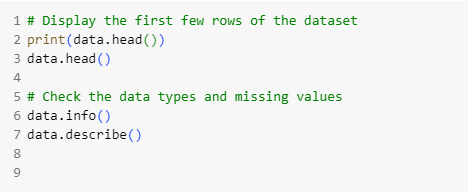 1 # Display the first few rows of the dataset
2 print(data.head())
3 data.head()
4
5 # Check the data types and missing values
6 data.info()
7 data.describe()
8
9